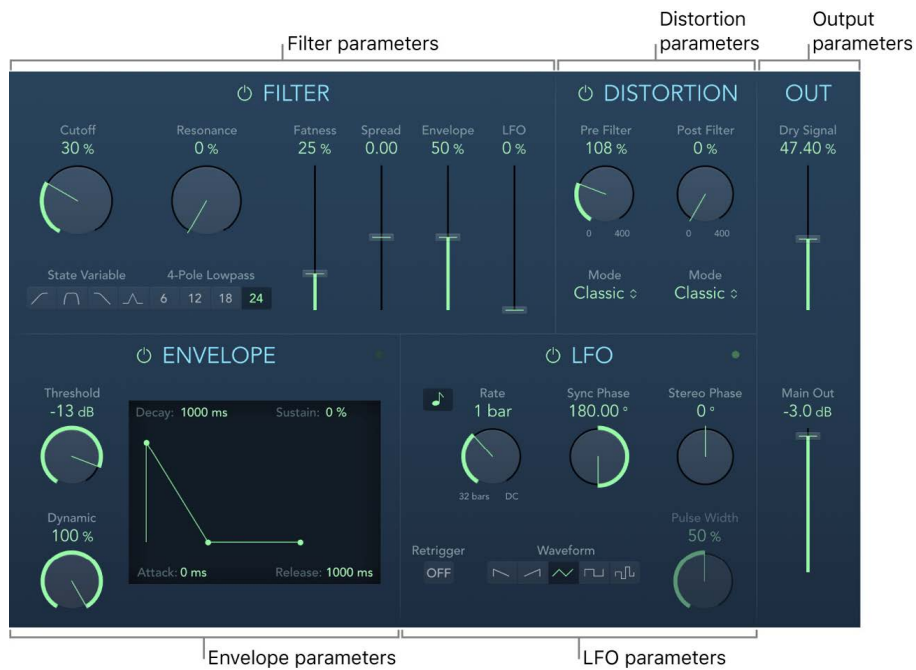 Filter parameters
Distortion
parameters
Output
parameters
FILTER
DISTORTION
OUT
Cutoff
30 %
Resonance
0 %
Fatness
25 %
Spread
0.00
Envelope
50 %
LFO
0 %
Pre Filter
108 %
0 400
Post Filter
0 %
0 400
Dry Signal
47.40 %
State Variable
4-Pole Lowpass
6 12 18 24
Mode
Classic
Mode
Classic
ENVELOPE
Threshold
-13 dB
Dynamic
100 %
Decay: 1000 ms
Sustain: 0 %
Attack: 0 ms
Release: 1000 ms
LFO
Rate
1 bar
32 bars DC
Sync Phase
180.00 °
Stereo Phase
0 °
Retrigger
OFF
Waveform
Pulse Width
50 %
Main Out
-3.0 dB
Envelope parameters
LFO parameters